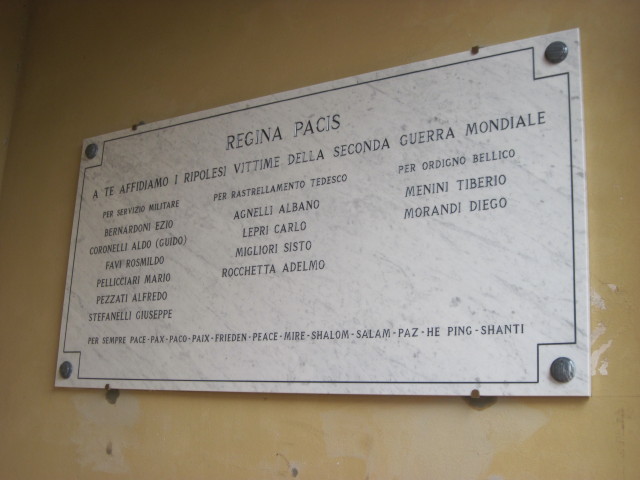 REGINA PACIS
A TE AFFIDIAMO I RIPOLESI VITTIME DELLA SECONDA GUERRA MONDIALE
PER SERVIZIO MILITARE
BERNARDONI EZIO
CORONELLI ALDO (GUIDO)
FAVI ROSMILDO
PELLICCIARI MARIO
PEZZATI ALFREDO
STEFANELLI GIUSEPPE
PER RASTRELLAMENTO TEDESCO
AGNELLI ALBANO
LEPRI CARLO
MIGLIORI SISTO
ROCCHETTA ADELMO
PER ORDIGNO BELLICO
MENINI TIBERIO
MORANDI DIEGO
PER SEMPRE PACE-PAX-PACO-PAIX-FRIEDEN-PEACE-MIRE-SHALOM-SALAM-PAZ-HE PING-SHANTI